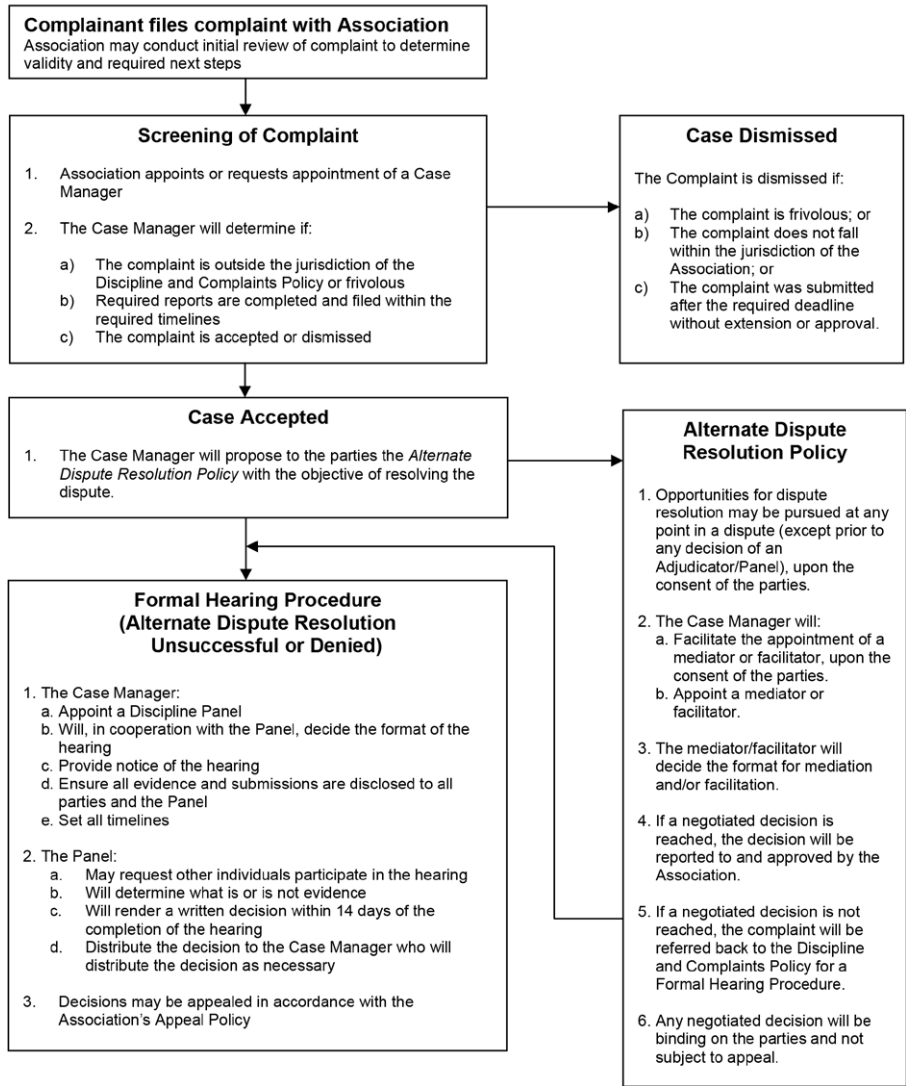 Complainant files complaint with Association
Association may conduct initial review of complaint to determine
validity and required next steps
Screening of Complaint
1. Association appoints or requests appointment of a Case
Manager
2. The Case Manager will determine if:
a) The complaint is outside the jurisdiction of the
Discipline and Complaints Policy or frivolous
b) Required reports are completed and filed within the
required timelines
c) The complaint is accepted or dismissed
Case Dismissed
The Complaint is dismissed if:
a) The complaint is frivolous; or
b) The complaint does not fall
within the jurisdiction of the
Association; or
c) The complaint was submitted
after the required deadline
without extension or approval.
Case Accepted
1. The Case Manager will propose to the parties the Alternate
Dispute Resolution Policy with the objective of resolving the
dispute.
Alternate Dispute
Resolution Policy
1. Opportunities for dispute
resolution may be pursued at any
point in a dispute (except prior to
any decision of an
Adjudicator/Panel), upon the
consent of the parties.
2. The Case Manager will:
a. Facilitate the appointment of a
mediator or facilitator, upon the
consent of the parties.
b. Appoint a mediator or
facilitator.
3. The mediator/facilitator will
decide the format for mediation
and/or facilitation.
4. If a negotiated decision is
reached, the decision will be
reported to and approved by the
Association.
5. If a negotiated decision is not
reached, the complaint will be
referred back to the Discipline
and Complaints Policy for a
Formal Hearing Procedure.
6. Any negotiated decision will be
binding on the parties and not
subject to appeal.
Formal Hearing Procedure
(Alternate Dispute Resolution
Unsuccessful or Denied)
1. The Case Manager:
a. Appoint a Discipline Panel
b. Will, in cooperation with the Panel, decide the format of the
hearing
c. Provide notice of the hearing
d. Ensure all evidence and submissions are disclosed to all
parties and the Panel
e. Set all timelines
2. The Panel:
a. May request other individuals participate in the hearing
b. Will determine what is or is not evidence
c. Will render a written decision within 14 days of the
completion of the hearing
d. Distribute the decision to the Case Manager who will
distribute the decision as necessary
3. Decisions may be appealed in accordance with the
Association's Appeal Policy